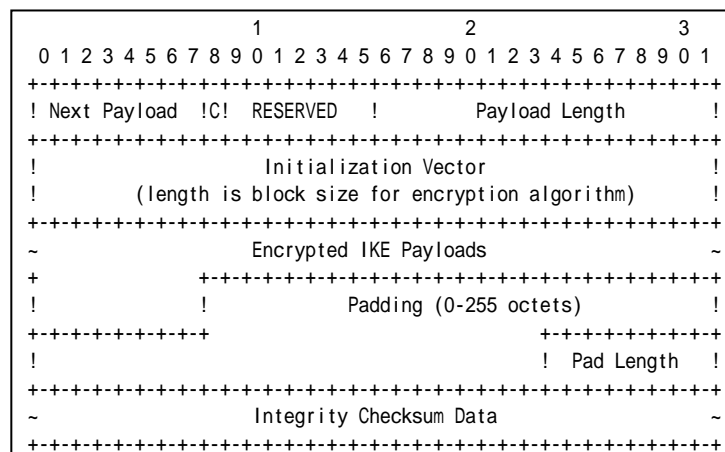 1                   2                   3
 0 1 2 3 4 5 6 7 8 9 0 1 2 3 4 5 6 7 8 9 0 1 2 3 4 5 6 7 8 9 0 1
+-+-+-+-+-+-+-+-+-+-+-+-+-+-+-+-+-+-+-+-+-+-+-+-+-+-+-+-+-+-+-+-+
! Next Payload  !C!  RESERVED   !         Payload Length        !
+-+-+-+-+-+-+-+-+-+-+-+-+-+-+-+-+-+-+-+-+-+-+-+-+-+-+-+-+-+-+-+-+
!                     Initialization Vector                     !
!         (length is block size for encryption algorithm)       !
+-+-+-+-+-+-+-+-+-+-+-+-+-+-+-+-+-+-+-+-+-+-+-+-+-+-+-+-+-+-+-+-+
~                    Encrypted IKE Payloads                     ~
+               +-+-+-+-+-+-+-+-+-+-+-+-+-+-+-+-+-+-+-+-+-+-+-+-+
!               !             Padding (0-255 octets)            !
+-+-+-+-+-+-+-+-+                               +-+-+-+-+-+-+-+-+
!                                               !  Pad Length   !
+-+-+-+-+-+-+-+-+-+-+-+-+-+-+-+-+-+-+-+-+-+-+-+-+-+-+-+-+-+-+-+-+
~                    Integrity Checksum Data                    ~
+-+-+-+-+-+-+-+-+-+-+-+-+-+-+-+-+-+-+-+-+-+-+-+-+-+-+-+-+-+-+-+-+